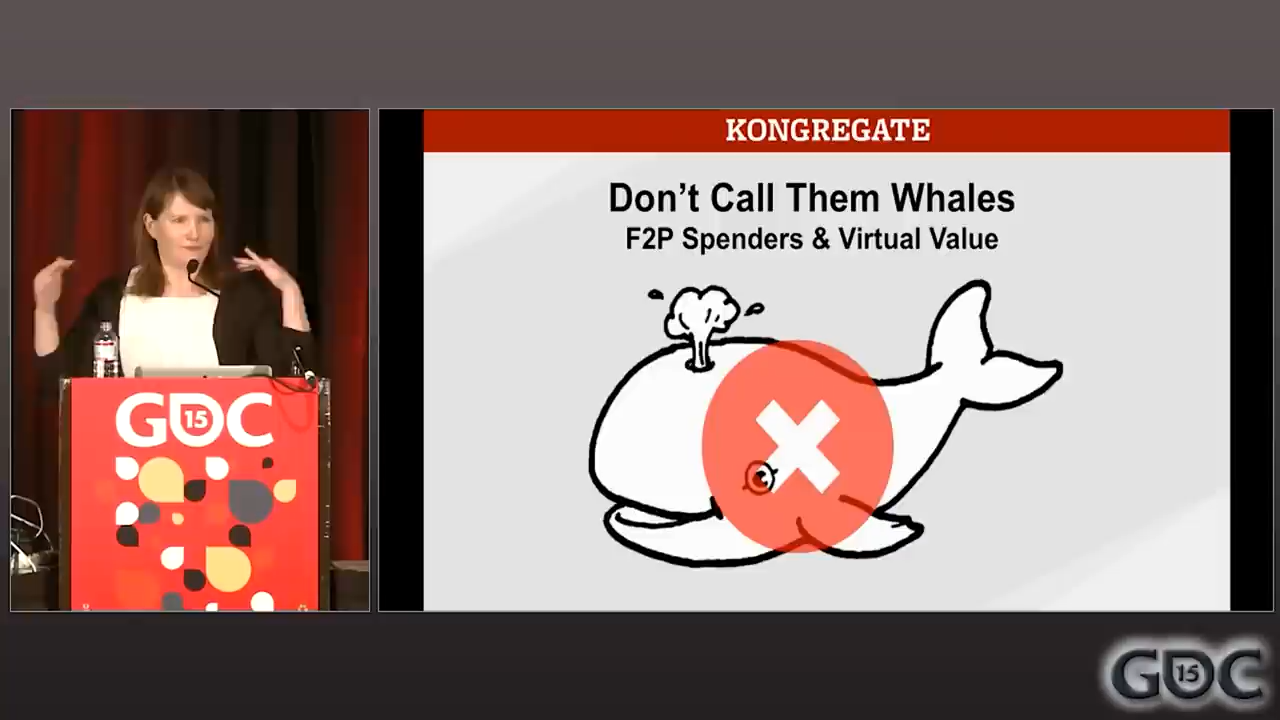 KONGREGATE
Don't Call Them Whales
F2P Spenders & Virtual Value
GDC
15
GDC
15